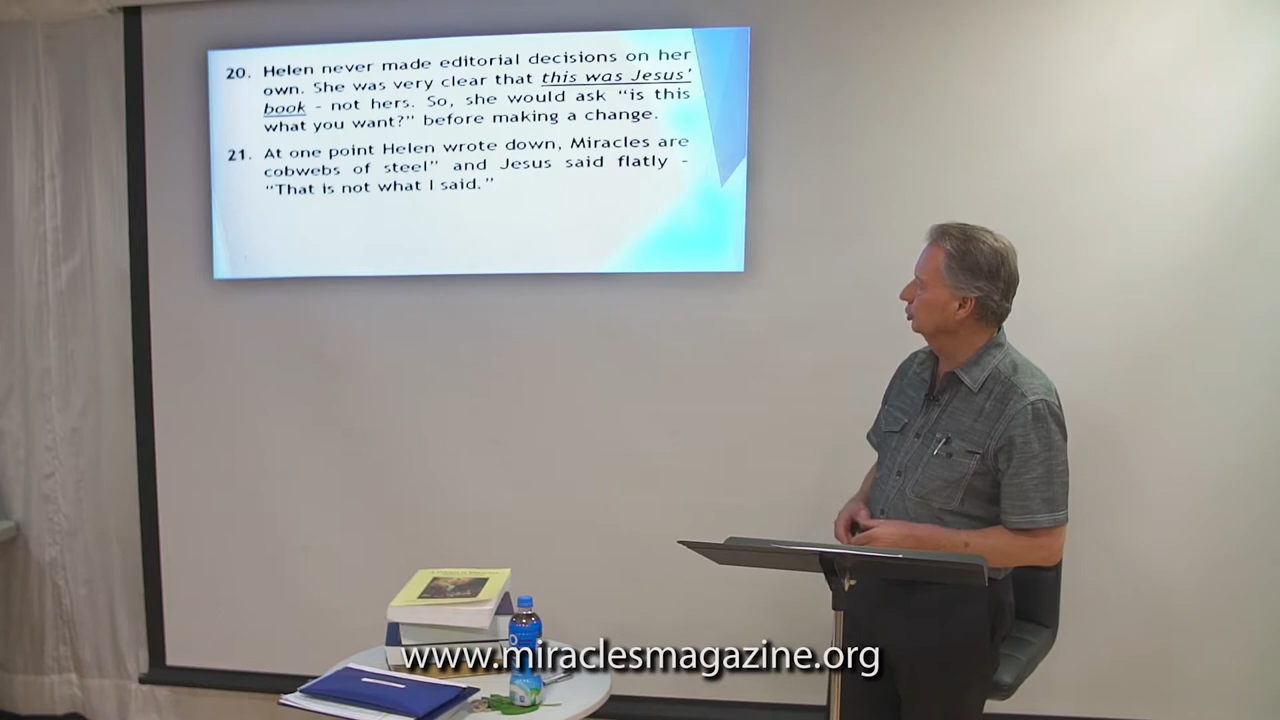 20. Helen never made editorial decisions on her
own. She was very clear that this was Jesus'
book - not hers. So, she would ask “is this
what you want?” before making a change.
21. At one point Helen wrote down, Miracles are
cobwebs of steel” and Jesus said flatly -
“That is not what I said.”
www.miraclesmagazine.org